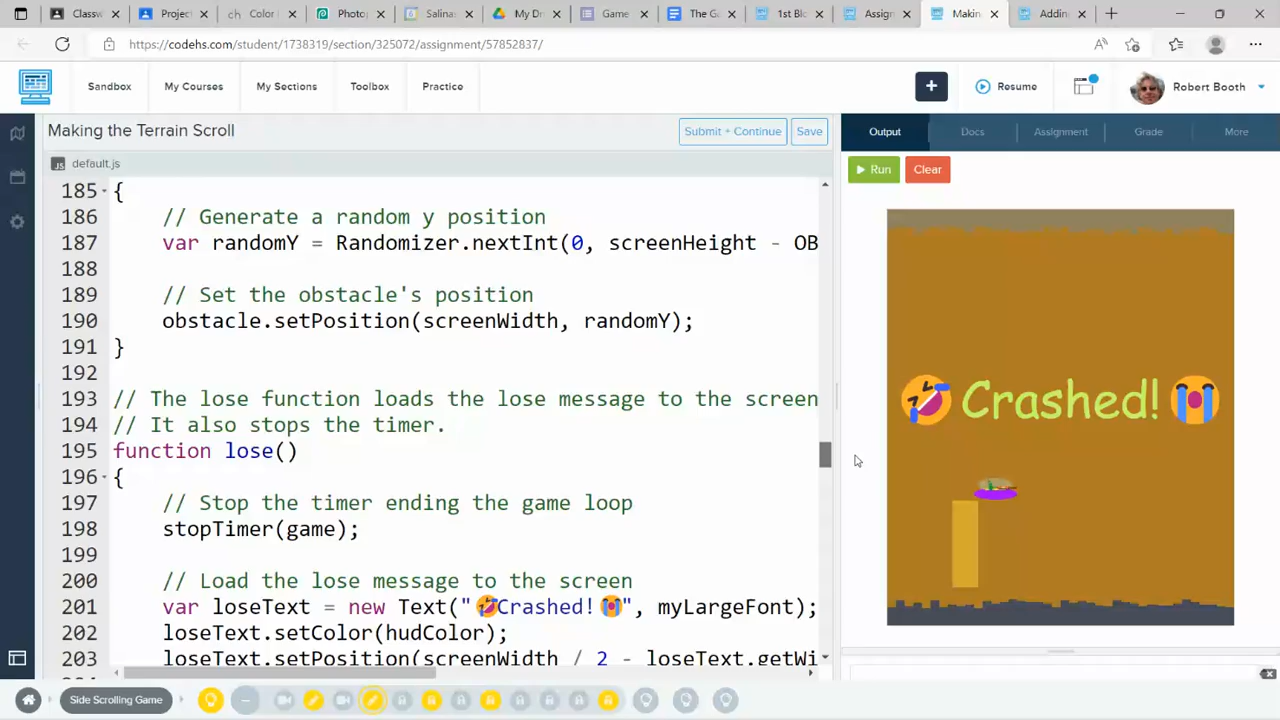 Classw
Project
Color
Photo
Salinas
My Dr
Game
The G
1st Blo
Assign
Makin
Addin
https://codehs.com/student/1738319/section/325072/assignment/57852837/
Sandbox
My Courses
My Sections
Toolbox
Practice
+
Resume
Robert Booth
Making the Terrain Scroll
Submit + Continue
Save
Output
Docs
Assignment
Grade
More
JS default.js
Run
Clear
185 {
186 // Generate a random y position
187 var randomY = Randomizer.nextInt(0, screenHeight - OB
188
189 // Set the obstacle's position
190 obstacle.setPosition(screenWidth, randomY);
191 }
192
193 // The lose function loads the lose message to the screen
194 // It also stops the timer.
195 function lose()
196 {
197 // Stop the timer ending the game loop
198 stopTimer(game);
199
200 // Load the lose message to the screen
201 var loseText = new Text("🤣Crashed!😭", myLargeFont);
202 loseText.setColor(hudColor);
203 loseText.setPosition(screenWidth / 2 - loseText.getWi
🤣Crashed!😭
Side Scrolling Game